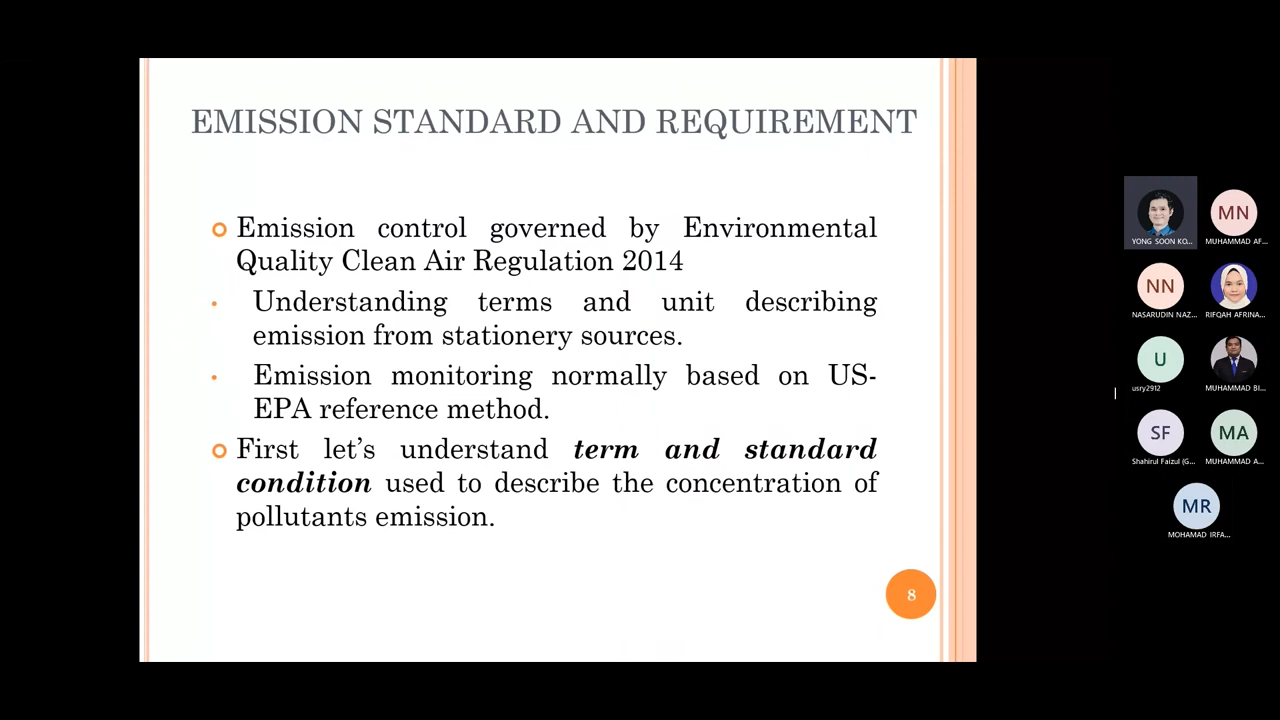 EMISSION STANDARD AND REQUIREMENT
Emission control governed by Environmental
Quality Clean Air Regulation 2014
Understanding terms and unit describing
emission from stationery sources.
Emission monitoring normally based on US-
EPA reference method.
First let's understand term and standard
condition used to describe the concentration of
pollutants emission.
8
YONG SOON KO...
MN
MUHAMMAD AF...
NN
NASARUDIN NAZ...
RIFQAH AFRINA...
U
usry2912
MUHAMMAD BI...
SF
Shahirul Faizul (G...
MA
MUHAMMAD A...
MR
MOHAMAD IRFA...